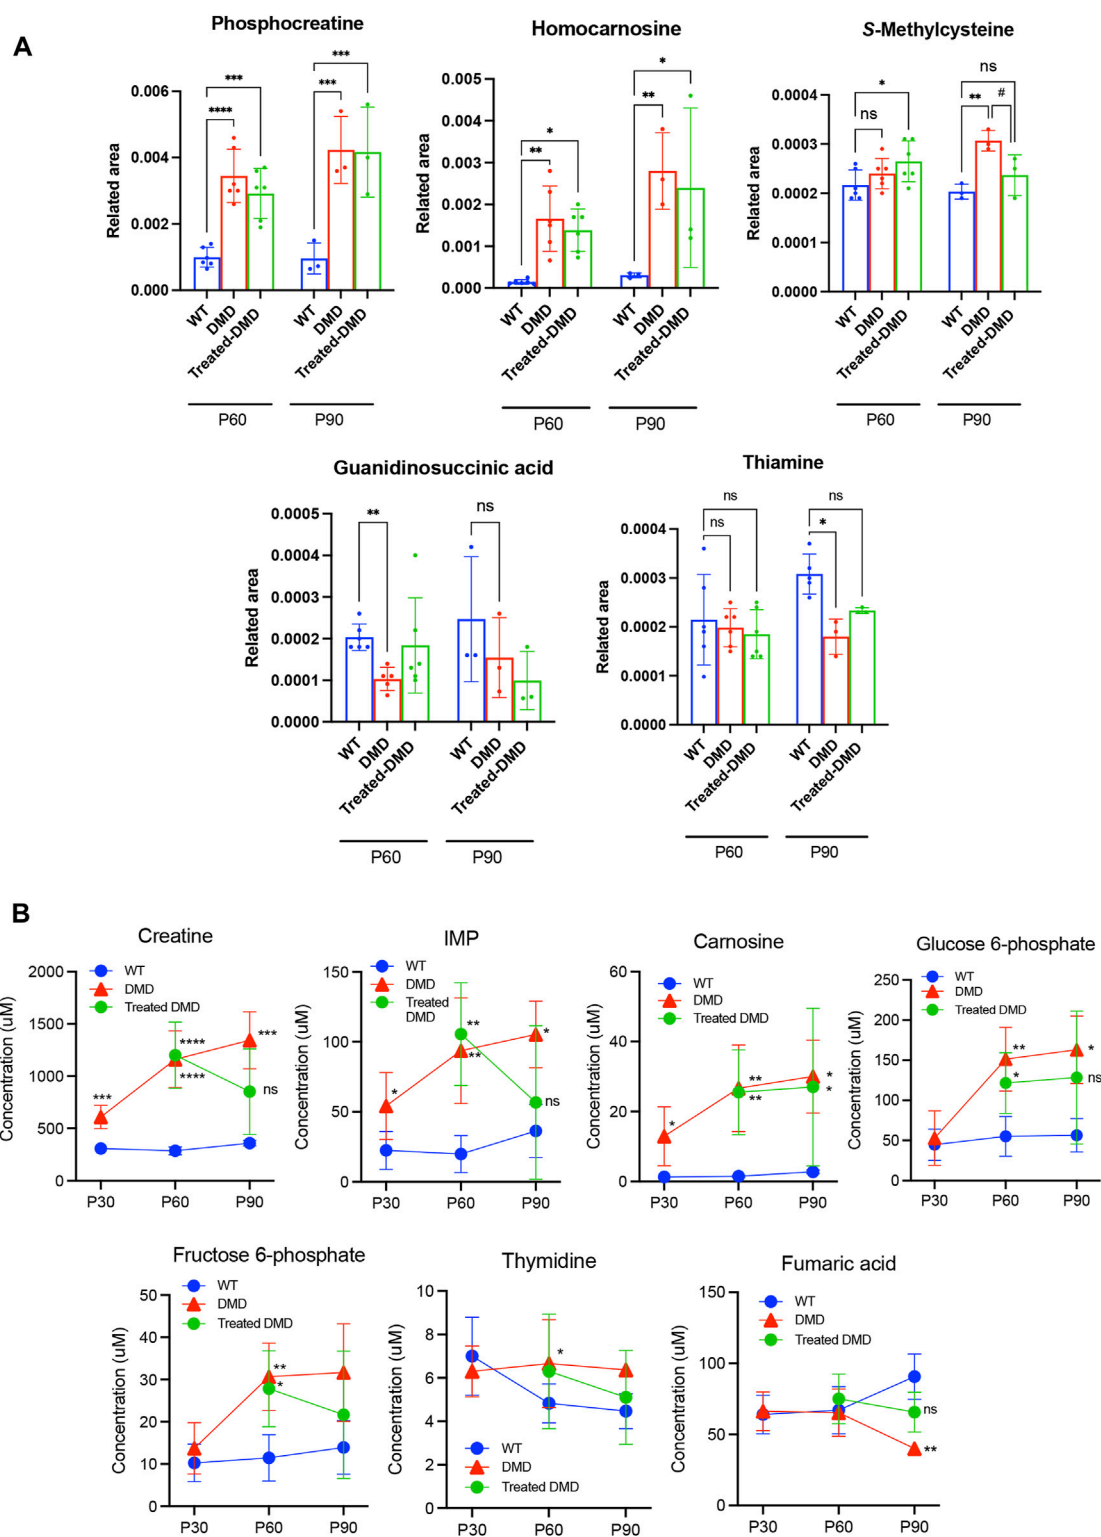 A
Phosphocreatine
Homocarnosine
S-Methylcysteine
Related area
0.006
0.004
0.002
0.000
****
***
***
***
WT
DMD
Treated-DMD
WT
DMD
Treated-DMD
P60
P90
Related area
0.005
0.004
0.003
0.002
0.001
0.000
**
*
**
*
WT
DMD
Treated-DMD
WT
DMD
Treated-DMD
P60
P90
Related area
0.0004
0.0003
0.0002
0.0001
0.0000
ns
*
**
ns
#
WT
DMD
Treated-DMD
WT
DMD
Treated-DMD
P60
P90
Guanidinosuccinic acid
Thiamine
Related area
0.0005
0.0004
0.0003
0.0002
0.0001
0.0000
**
ns
WT
DMD
Treated-DMD
WT
DMD
Treated-DMD
P60
P90
Related area
0.0004
0.0003
0.0002
0.0001
0.0000
ns
ns
*
ns
WT
DMD
Treated-DMD
WT
DMD
Treated-DMD
P60
P90
B
Creatine
Concentration (uM)
2000
1500
1000
500
0
WT
DMD
Treated DMD
***
****
****
***
ns
P30
P60
P90
IMP
Concentration (uM)
150
100
50
0
WT
DMD
Treated
DMD
*
**
**
*
ns
P30
P60
P90
Carnosine
Concentration (uM)
60
40
20
0
WT
DMD
Treated DMD
*
**
**
*
*
P30
P60
P90
Glucose 6-phosphate
Concentration (uM)
250
200
150
100
50
0
WT
DMD
Treated DMD
**
*
*
ns
P30
P60
P90
Fructose 6-phosphate
Concentration (uM)
50
40
30
20
10
0
WT
DMD
Treated DMD
**
*
P30
P60
P90
Thymidine
Concentration (uM)
8
6
4
2
0
*
WT
DMD
Treated DMD
P30
P60
P90
Fumaric acid
Concentration (uM)
150
100
50
0
WT
DMD
Treated DMD
ns
**
P30
P60
P90